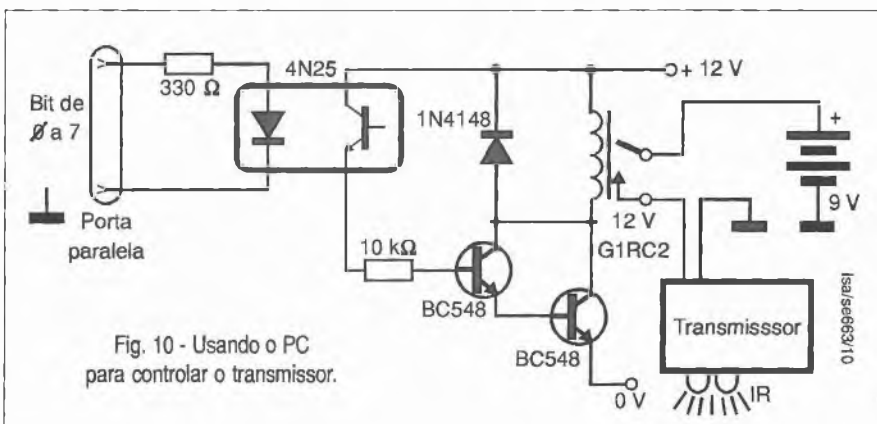 4N25
+ 12 V
330 Ω
Bit de
Ø a 7
1N4148
+
9 V
12 V
G1RC2
Porta
paralela
10 kΩ
BC548
BC548
Transmisssor
0 V
IR
Isa/se663/10
Fig. 10 - Usando o PC
para controlar o transmissor.